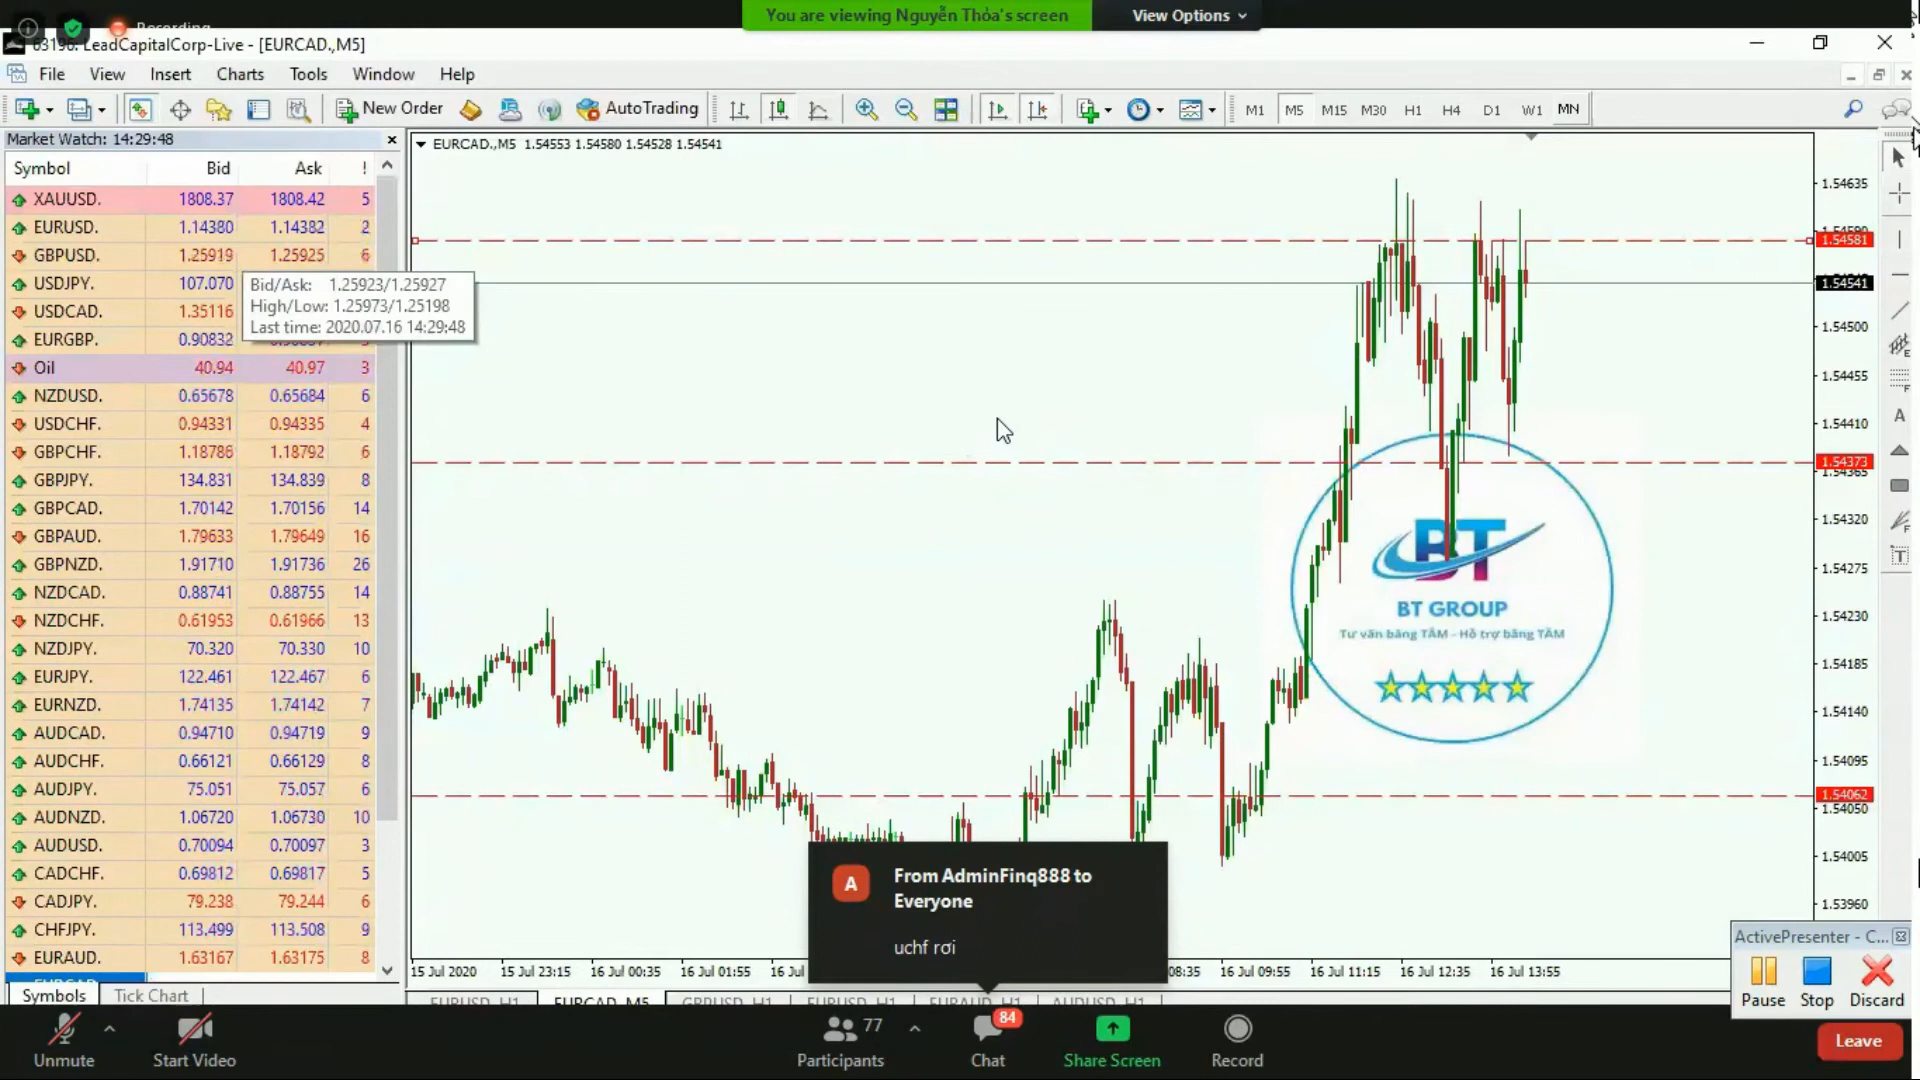 Recording
You are viewing Nguyễn Thỏa's screen
View Options
63196: LeadCapitalCorp-Live - [EURCAD.,M5]
File View Insert Charts Tools Window Help
New Order AutoTrading M1 M5 M15 M30 H1 H4 D1 W1 MN
Market Watch: 14:29:48
EURCAD.,M5 1.54553 1.54580 1.54528 1.54541
Symbol Bid Ask !
XAUUSD. 1808.37 1808.42 5
EURUSD. 1.14380 1.14382 2
GBPUSD. 1.25919 1.25925 6
USDJPY. 107.070
USDCAD. 1.35116
EURGBP. 0.90832
Bid/Ask: 1.25923/1.25927
High/Low: 1.25973/1.25198
Last time: 2020.07.16 14:29:48
Oil 40.94 40.97 3
NZDUSD. 0.65678 0.65684 6
USDCHF. 0.94331 0.94335 4
GBPCHF. 1.18786 1.18792 6
GBPJPY. 134.831 134.839 8
GBPCAD. 1.70142 1.70156 14
GBPAUD. 1.79633 1.79649 16
GBPNZD. 1.91710 1.91736 26
NZDCAD. 0.88741 0.88755 14
NZDCHF. 0.61953 0.61966 13
NZDJPY. 70.320 70.330 10
EURJPY. 122.461 122.467 6
EURNZD. 1.74135 1.74142 7
AUDCAD. 0.94710 0.94719 9
AUDCHF. 0.66121 0.66129 8
AUDJPY. 75.051 75.057 6
AUDNZD. 1.06720 1.06730 10
AUDUSD. 0.70094 0.70097 3
CADCHF. 0.69812 0.69817 5
CADJPY. 79.238 79.244 6
CHFJPY. 113.499 113.508 9
EURAUD. 1.63167 1.63175 8
Symbols Tick Chart
1.54635
1.54581
1.54541
1.54500
1.54455
1.54410
1.54373
1.54365
1.54320
1.54275
1.54230
1.54185
1.54140
1.54095
1.54062
1.54050
1.54005
1.53960
BT
BT GROUP
Tư vấn bằng TÂM - Hỗ trợ bằng TẦM
15 Jul 2020 15 Jul 23:15 16 Jul 00:35 16 Jul 01:55 16 Jul 08:35 16 Jul 09:55 16 Jul 11:15 16 Jul 12:35 16 Jul 13:55
EURUSD.,H1 EURCAD.,M5 GBPUSD.,H1 EURUSD.,H1 EURAUD.,H1 AUDUSD.,H1
A
From AdminFinq888 to
Everyone
uchf rơi
ActivePresenter - C...
Pause Stop Discard
77
84
Unmute Start Video Participants Chat Share Screen Record Leave